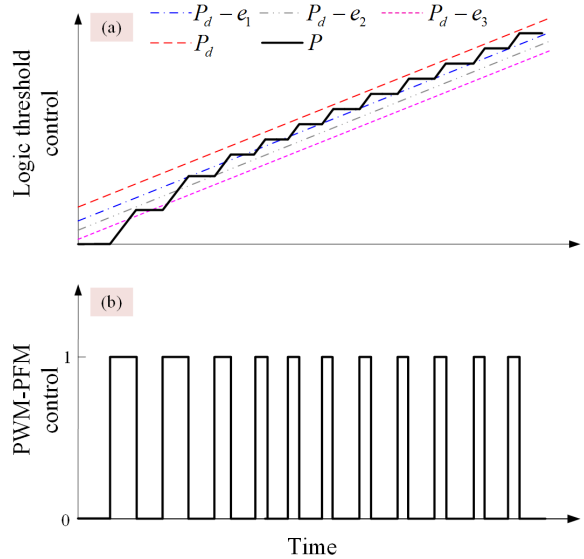 (a)
P_d − e_1
P_d − e_2
P_d − e_3
P_d
P
Logic threshold
control
(b)
PWM-PFM
control
1
0
Time